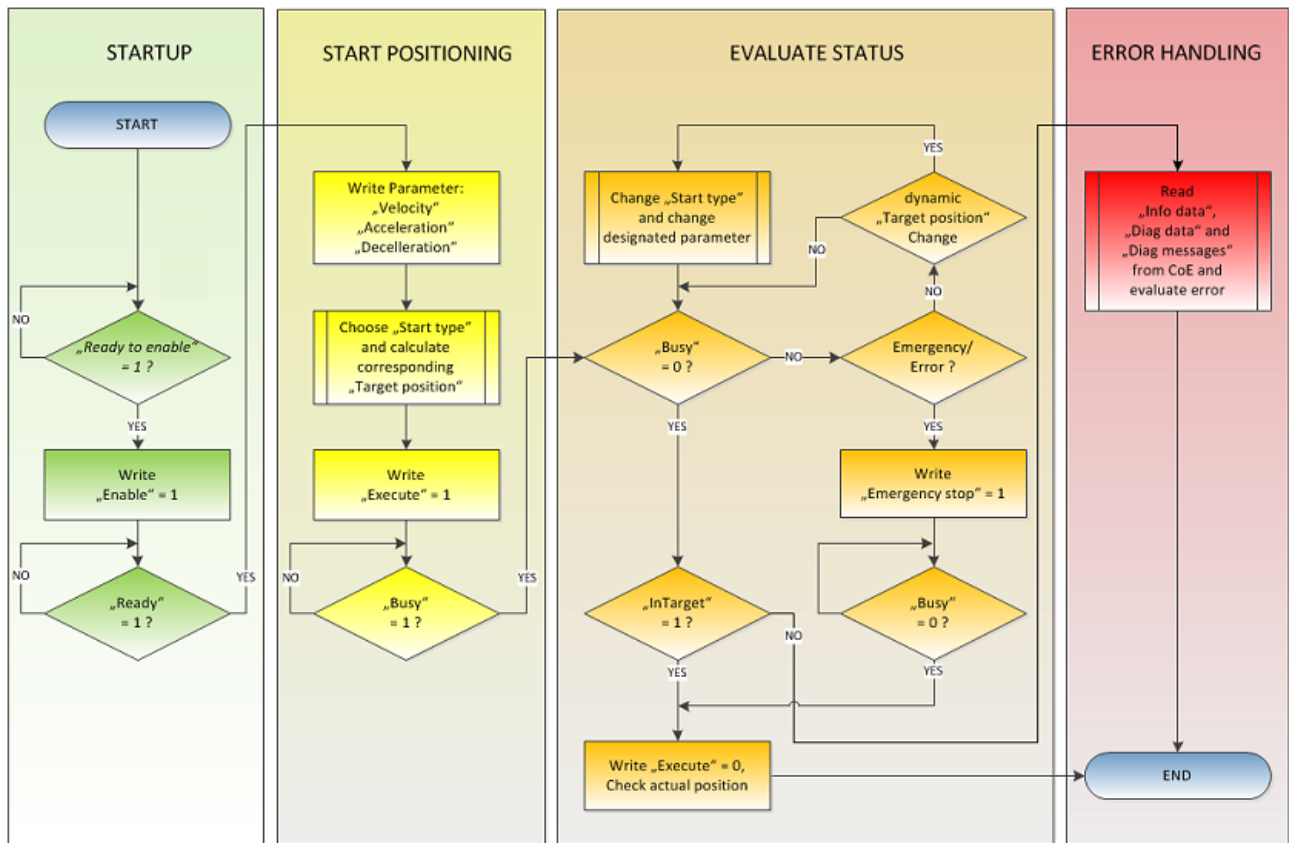 STARTUP
START
NO
„Ready to enable“
= 1 ?
YES
Write
„Enable“ = 1
NO
„Ready“
= 1 ?
YES
START POSITIONING
Write Parameter:
„Velocity“
„Acceleration“
„Decelleration“
Choose „Start type“
and calculate
corresponding
„Target position“
Write
„Execute“ = 1
NO
„Busy“
= 1 ?
YES
EVALUATE STATUS
YES
Change „Start type“
and change
designated parameter
dynamic
„Target position“
Change
NO
NO
„Busy“
= 0 ?
NO
Emergency/
Error ?
YES
YES
Write
„Emergency stop“ = 1
„InTarget“
= 1 ?
NO
„Busy“
= 0 ?
YES
YES
Write „Execute“ = 0,
Check actual position
ERROR HANDLING
Read
„Info data“,
„Diag data“ and
„Diag messages“
from CoE and
evaluate error
END